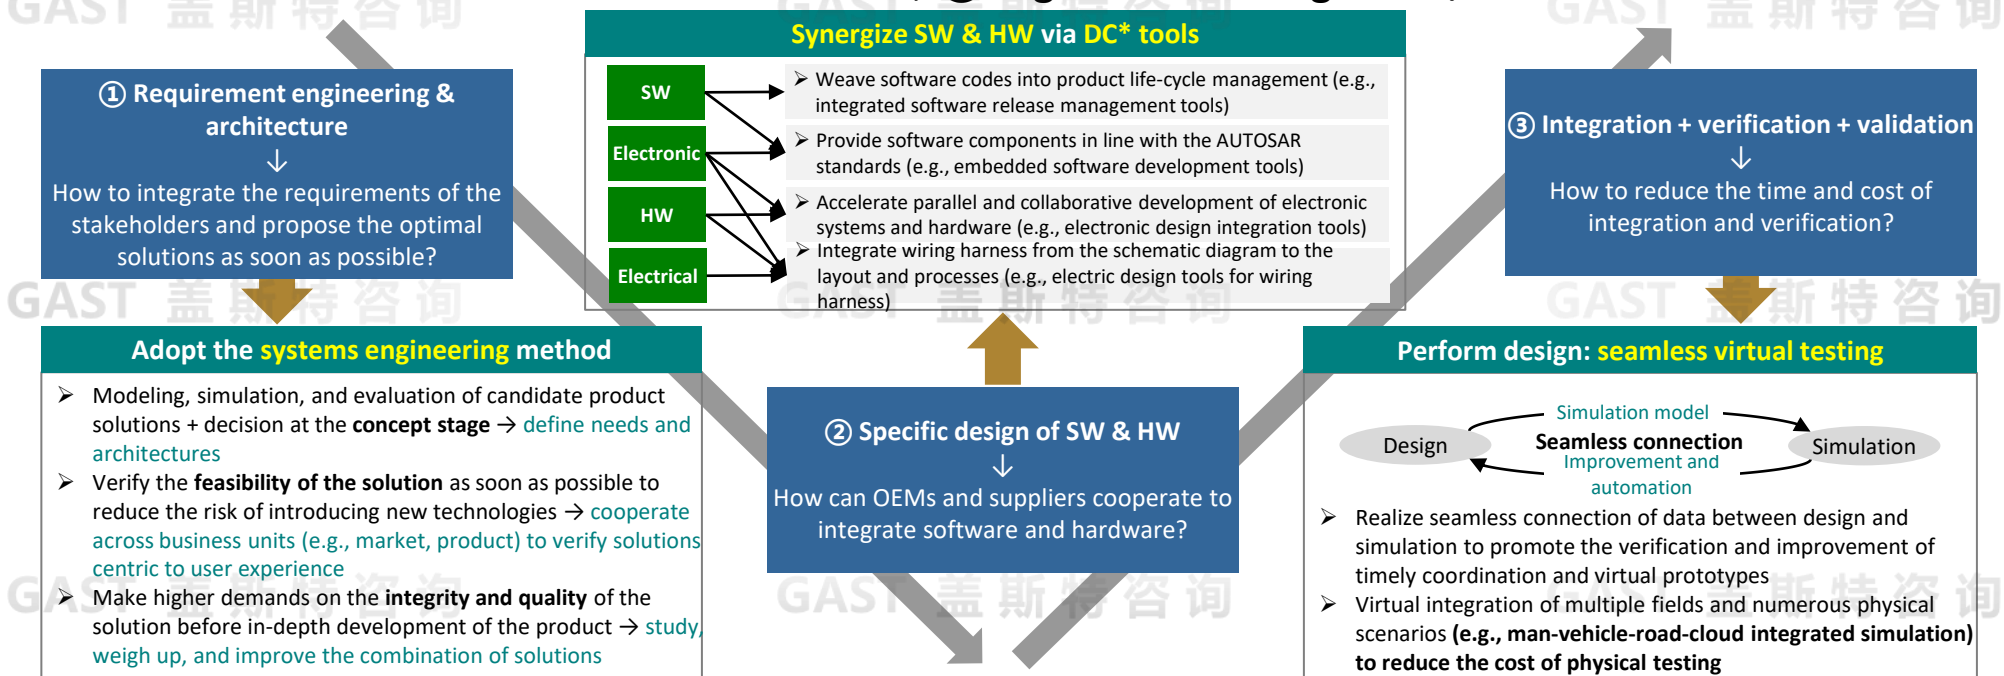 GAST 盖斯特咨询
GAST 盖斯特咨询
① Requirement engineering &
architecture
↓
How to integrate the requirements of the
stakeholders and propose the optimal
solutions as soon as possible?
GAST 盖斯特咨询
Adopt the systems engineering method
➢ Modeling, simulation, and evaluation of candidate product
solutions + decision at the concept stage → define needs and
architectures
➢ Verify the feasibility of the solution as soon as possible to
reduce the risk of introducing new technologies → cooperate
across business units (e.g., market, product) to verify solutions
centric to user experience
➢ Make higher demands on the integrity and quality of the
solution before in-depth development of the product → study,
weigh up, and improve the combination of solutions
GAST 盖斯特咨询
Synergize SW & HW via DC* tools
SW
Electronic
HW
Electrical
➢ Weave software codes into product life-cycle management (e.g.,
integrated software release management tools)
➢ Provide software components in line with the AUTOSAR
standards (e.g., embedded software development tools)
➢ Accelerate parallel and collaborative development of electronic
systems and hardware (e.g., electronic design integration tools)
➢ Integrate wiring harness from the schematic diagram to the
layout and processes (e.g., electric design tools for wiring
harness)
GAST 盖斯特咨询
② Specific design of SW & HW
↓
How can OEMs and suppliers cooperate to
integrate software and hardware?
GAST 盖斯特咨询
③ Integration + verification + validation
↓
How to reduce the time and cost of
integration and verification?
GAST 盖斯特咨询
Perform design: seamless virtual testing
Simulation model
Design
Seamless connection
Simulation
Improvement and
automation
➢ Realize seamless connection of data between design and
simulation to promote the verification and improvement of
timely coordination and virtual prototypes
➢ Virtual integration of multiple fields and numerous physical
scenarios (e.g., man-vehicle-road-cloud integrated simulation)
to reduce the cost of physical testing
GAST 盖斯特咨询